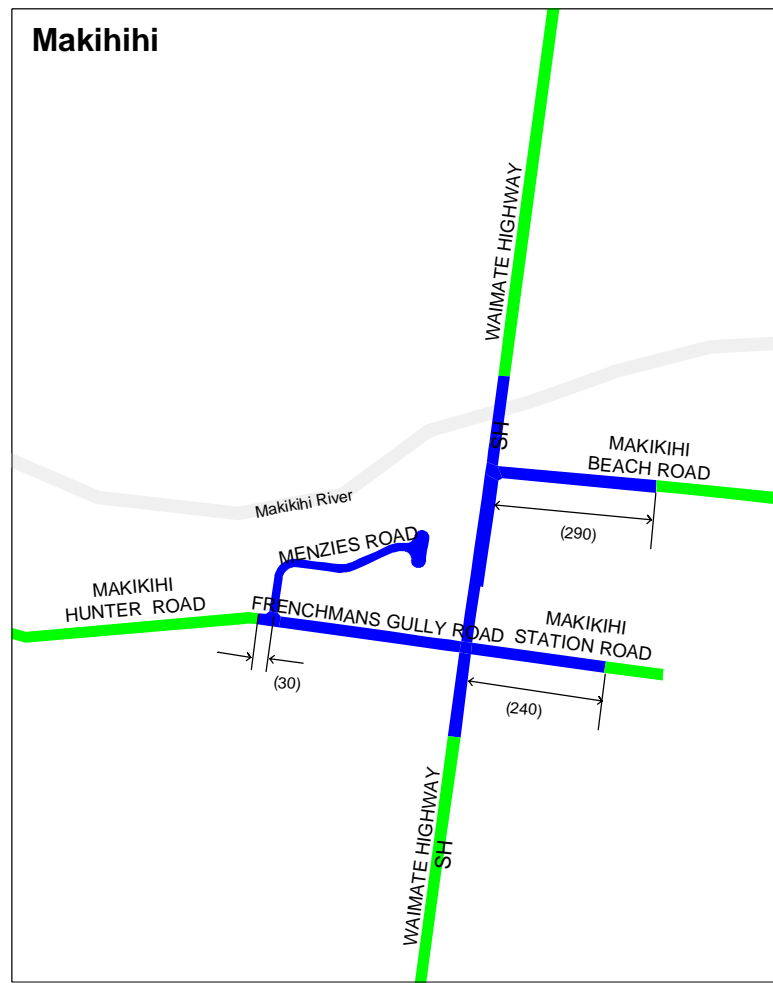 Makihihi
WAIMATE HIGHWAY
SH
MAKIKIHI
BEACH ROAD
(290)
Makikihi River
MENZIES ROAD
MAKIKIHI
HUNTER ROAD
FRENCHMANS GULLY ROAD
MAKIKIHI
STATION ROAD
(30)
(240)
WAIMATE HIGHWAY
SH